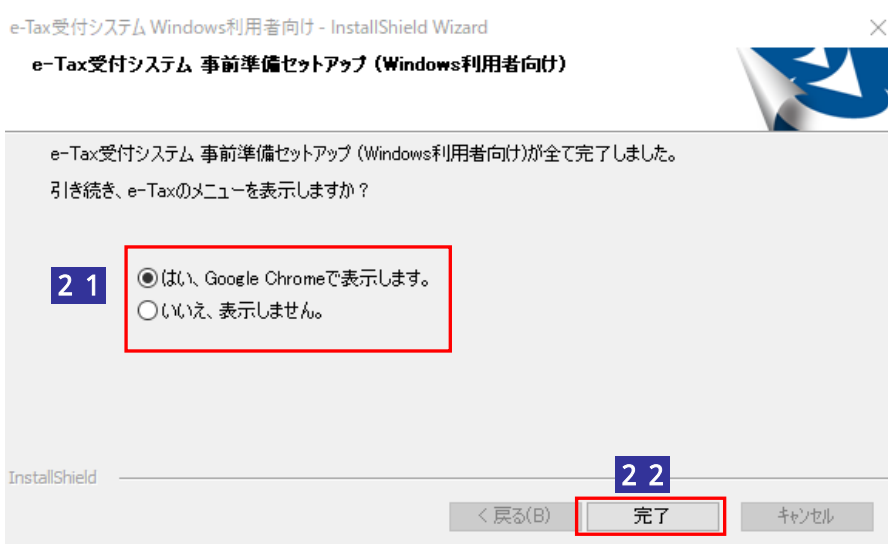 e-Tax受付システム Windows利用者向け - InstallShield Wizard
e-Tax受付システム 事前準備セットアップ (Windows利用者向け)
e-Tax受付システム 事前準備セットアップ (Windows利用者向け)が全て完了しました。
引き続き、e-Taxのメニューを表示しますか？
21
はい、Google Chromeで表示します。
いいえ、表示しません。
InstallShield
22
< 戻る(B)
完了
キャンセル